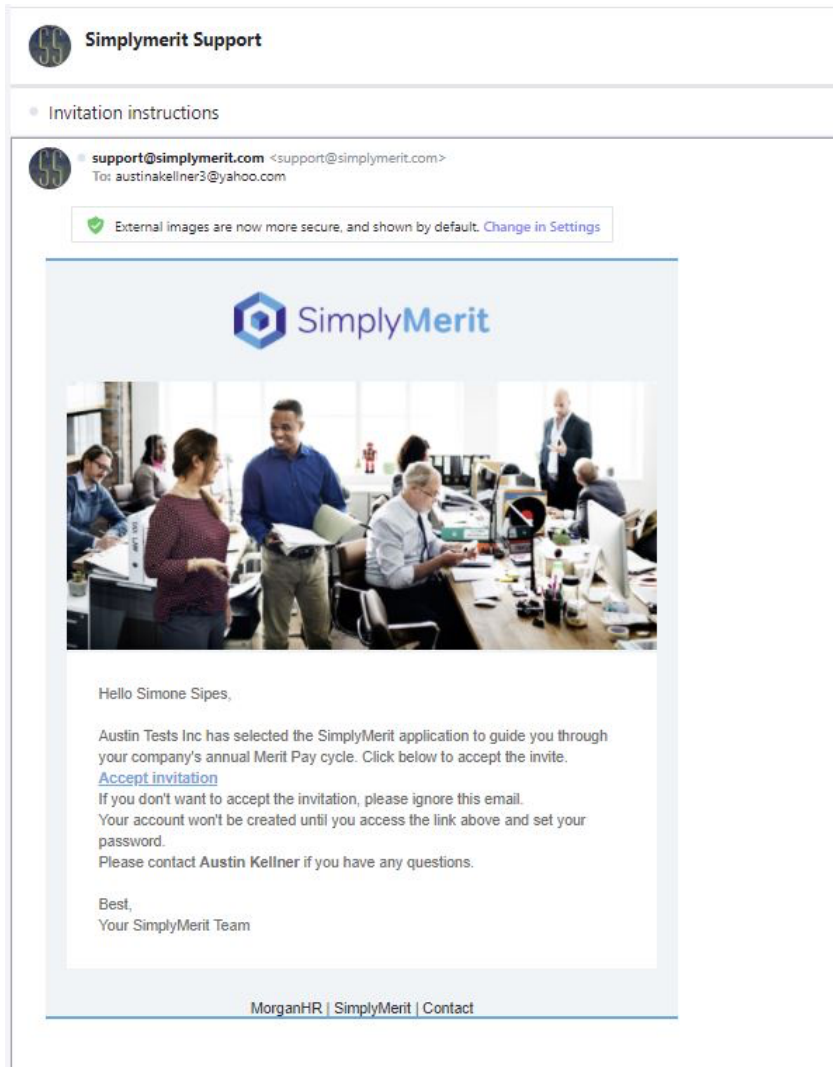 SS
Simplymerit Support
Invitation instructions
SS
support@simplymerit.com <support@simplymerit.com>
To: austinakellner3@yahoo.com
External images are now more secure, and shown by default. Change in Settings
SimplyMerit
Hello Simone Sipes,
Austin Tests Inc has selected the SimplyMerit application to guide you through
your company's annual Merit Pay cycle. Click below to accept the invite.
Accept invitation
If you don't want to accept the invitation, please ignore this email.
Your account won't be created until you access the link above and set your
password.
Please contact Austin Kellner if you have any questions.
Best,
Your SimplyMerit Team
MorganHR | SimplyMerit | Contact